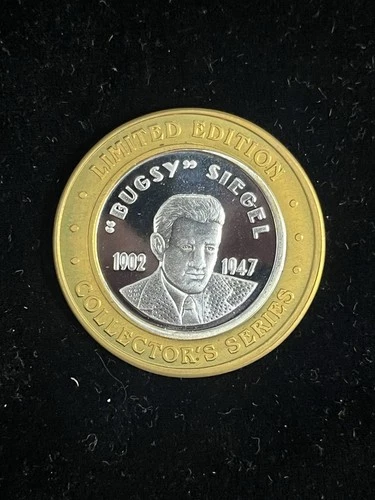 LIMITED EDITION
"BUGSY" SIEGEL
1902 1947
COLLECTOR'S SERIES